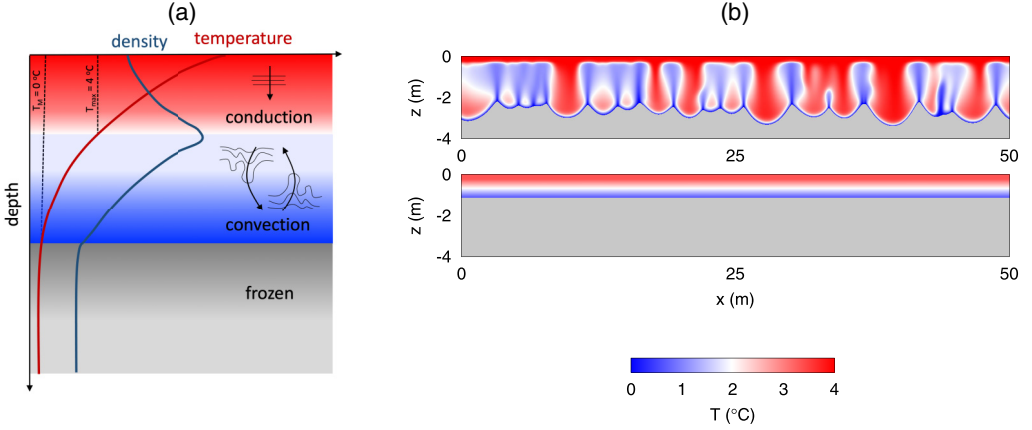 (a)
density temperature
T_M = 0 °C
T_max = 4 °C
conduction
convection
frozen
depth
(b)
0
-2
-4
z (m)
0 25 50
0
-2
-4
z (m)
0 25 50
x (m)
0 1 2 3 4
T (°C)